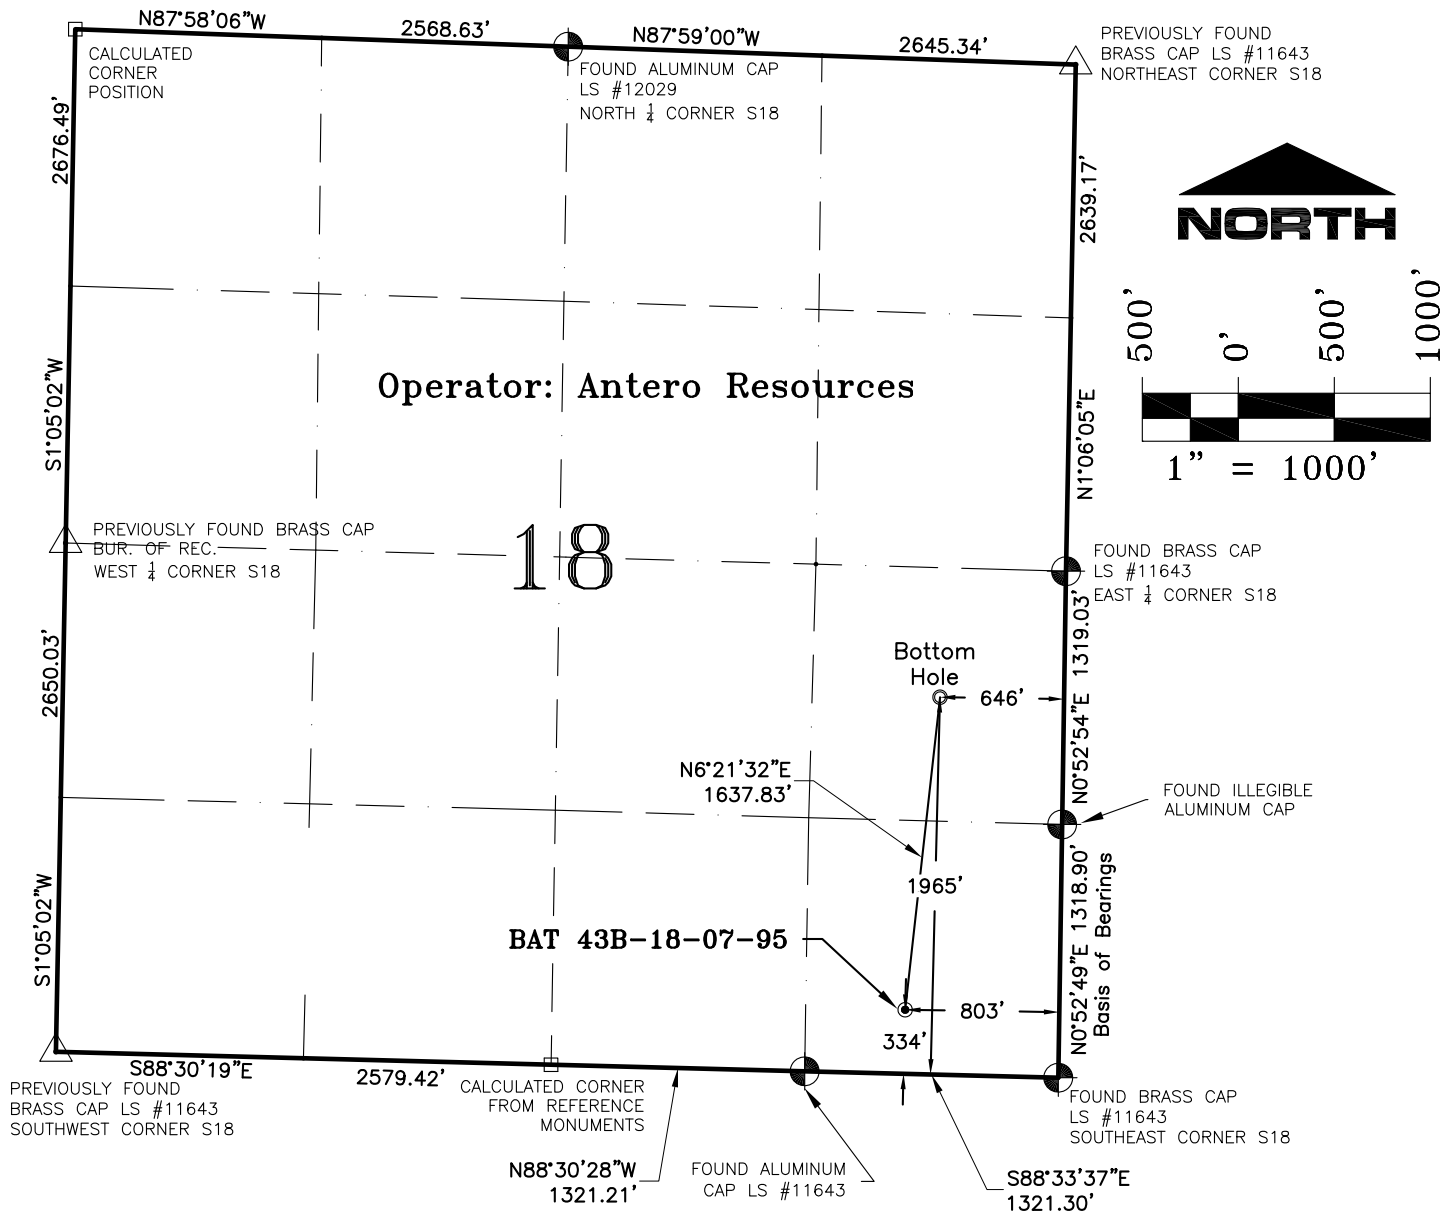 N87°58'06"W
2568.63'
N87°59'00"W
2645.34'
CALCULATED
CORNER
POSITION
FOUND ALUMINUM CAP
LS #12029
NORTH 1/4 CORNER S18
PREVIOUSLY FOUND
BRASS CAP LS #11643
NORTHEAST CORNER S18
2676.49'
2639.17'
NORTH
500'
0'
500'
1000'
1" = 1000'
Operator: Antero Resources
S1°05'02"W
N1°06'05"E
PREVIOUSLY FOUND BRASS CAP
BUR. OF REC.
WEST 1/4 CORNER S18
18
FOUND BRASS CAP
LS #11643
EAST 1/4 CORNER S18
2650.03'
N0°52'54"E 1319.03'
Bottom
Hole
646'
N6°21'32"E
1637.83'
FOUND ILLEGIBLE
ALUMINUM CAP
1965'
S1°05'02"W
BAT 43B-18-07-95
803'
334'
N0°52'49"E 1318.90'
Basis of Bearings
S88°30'19"E
2579.42'
PREVIOUSLY FOUND
BRASS CAP LS #11643
SOUTHWEST CORNER S18
CALCULATED CORNER
FROM REFERENCE
MONUMENTS
FOUND BRASS CAP
LS #11643
SOUTHEAST CORNER S18
N88°30'28"W
1321.21'
FOUND ALUMINUM
CAP LS #11643
S88°33'37"E
1321.30'